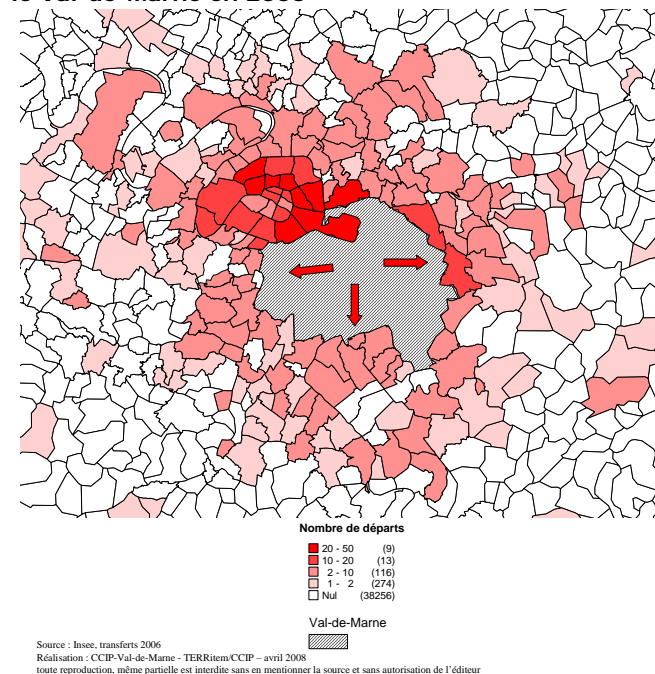 Nombre de départs
20 - 50 (9)
10 - 20 (13)
2 - 10 (116)
1 - 2 (274)
Nul (38256)
Val-de-Marne
Source : Insee, transferts 2006
Réalisation : CCIP-Val-de-Marne - TERRitem/CCIP – avril 2008
toute reproduction, même partielle est interdite sans en mentionner la source et sans autorisation de l'éditeur